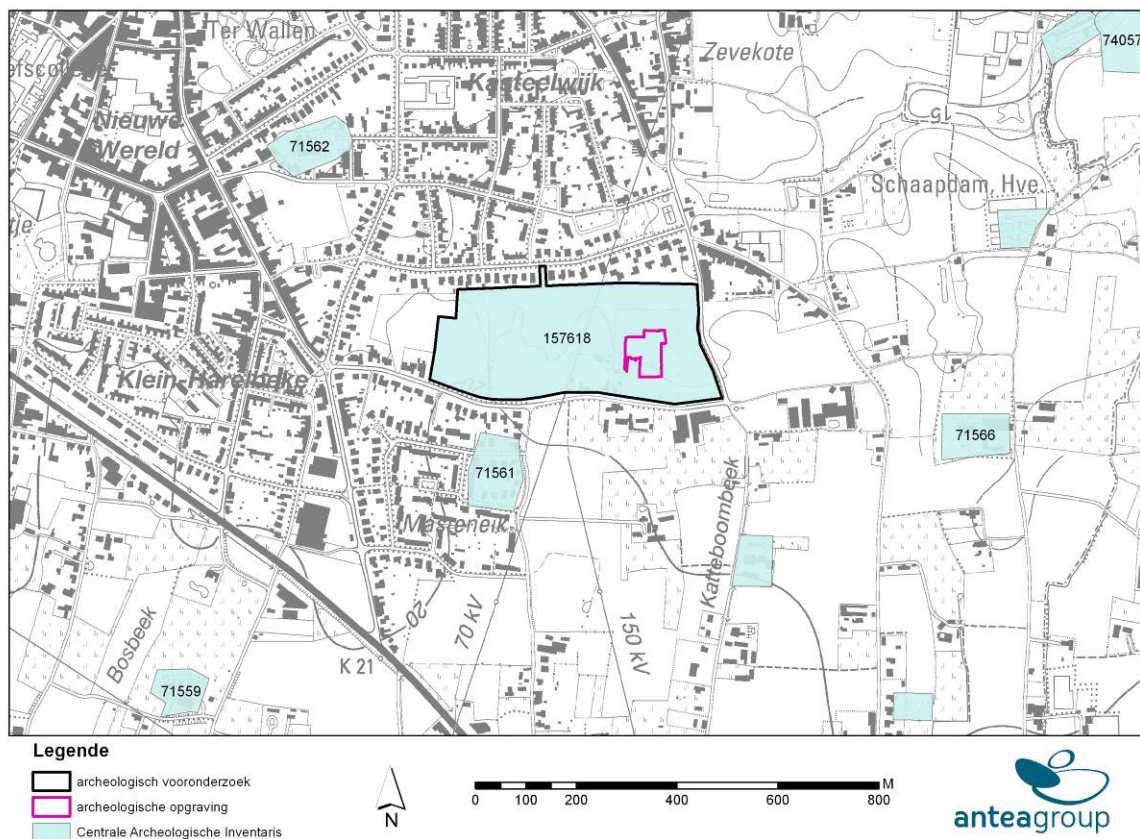 Ter Wallen
Zevekote
74057
Kasteelwijk
Nieuwe
Wereld
71562
15
Schaapdam, Hve.
157618
Klein-Harelbeke
71566
71561
Masteneik
Katteboombeek
Bosbeek
20
70 kV
150 kV
K 21
71559
Legende
archeologisch vooronderzoek
archeologische opgraving
Centrale Archeologische Inventaris
N
M
0 50 100 200 400 600 800
anteagroup